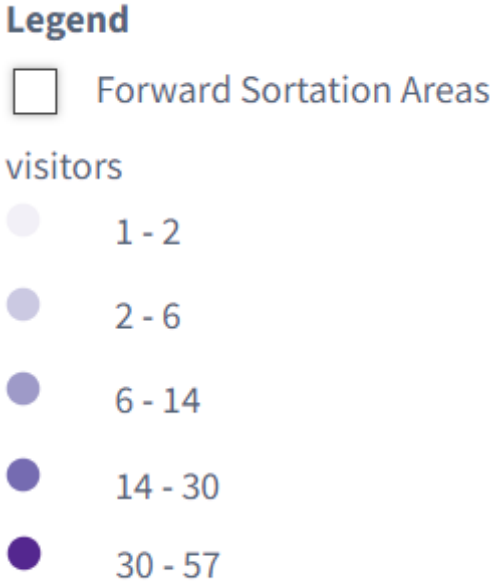 Legend
Forward Sortation Areas
visitors
1 - 2
2 - 6
6 - 14
14 - 30
30 - 57